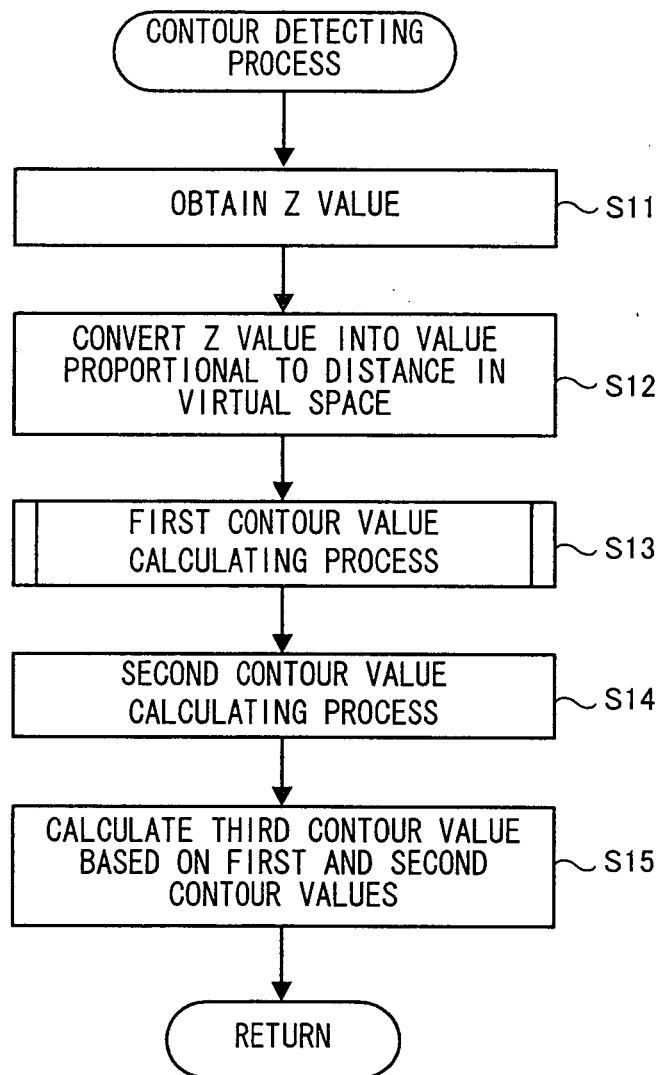 CONTOUR DETECTING
PROCESS
OBTAIN Z VALUE
S11
CONVERT Z VALUE INTO VALUE
PROPORTIONAL TO DISTANCE IN
VIRTUAL SPACE
S12
FIRST CONTOUR VALUE
CALCULATING PROCESS
S13
SECOND CONTOUR VALUE
CALCULATING PROCESS
S14
CALCULATE THIRD CONTOUR VALUE
BASED ON FIRST AND SECOND
CONTOUR VALUES
S15
RETURN